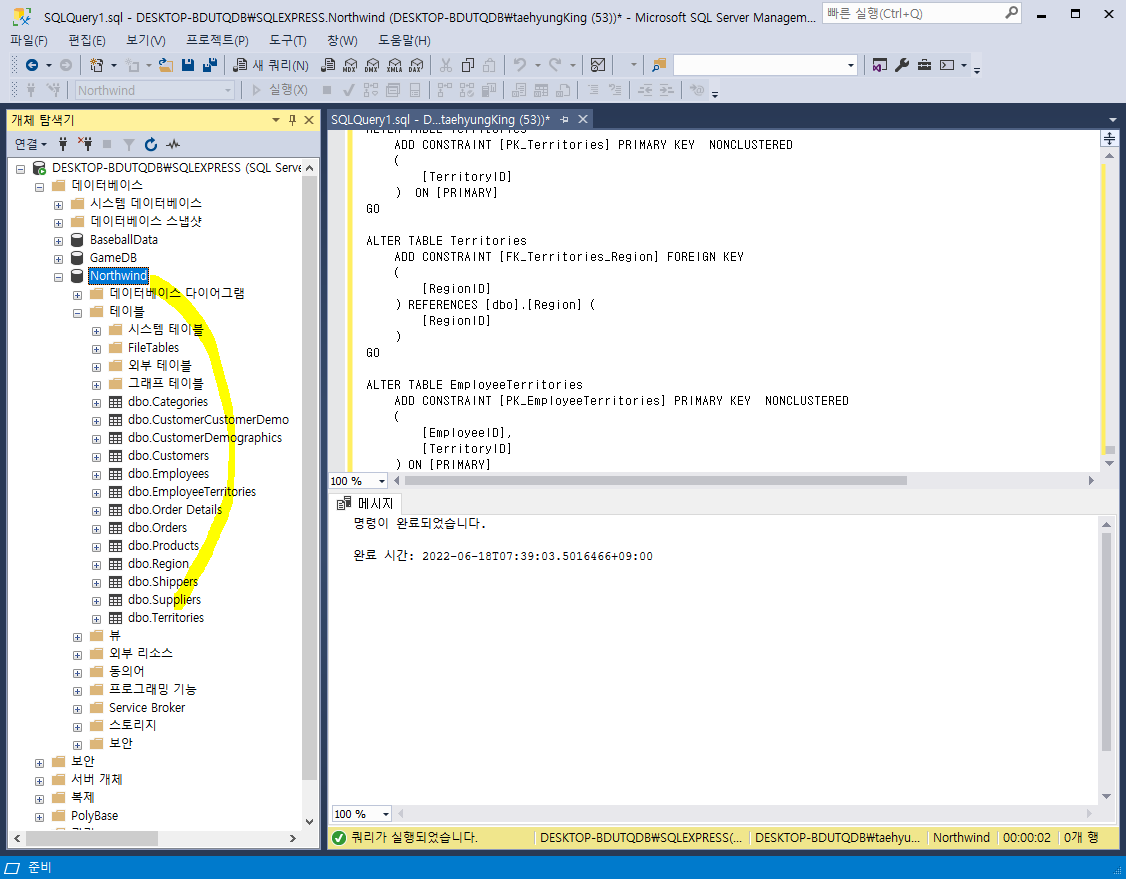 SQLQuery1.sql - DESKTOP-BDUTQDB₩SQLEXPRESS.Northwind (DESKTOP-BDUTQDB₩taehyungKing (53))* - Microsoft SQL Server Managem...
빠른 실행(Ctrl+Q)
파일(F) 편집(E) 보기(V) 프로젝트(P) 도구(T) 창(W) 도움말(H)
새 쿼리(N) MDX DMX XMLA DAX
Northwind 실행(X)
개체 탐색기
연결
DESKTOP-BDUTQDB₩SQLEXPRESS (SQL Serve
데이터베이스
시스템 데이터베이스
데이터베이스 스냅샷
BaseballData
GameDB
Northwind
데이터베이스 다이어그램
테이블
시스템 테이블
FileTables
외부 테이블
그래프 테이블
dbo.Categories
dbo.CustomerCustomerDemo
dbo.CustomerDemographics
dbo.Customers
dbo.Employees
dbo.EmployeeTerritories
dbo.Order Details
dbo.Orders
dbo.Products
dbo.Region
dbo.Shippers
dbo.Suppliers
dbo.Territories
뷰
외부 리소스
동의어
프로그래밍 기능
Service Broker
스토리지
보안
보안
서버 개체
복제
PolyBase
SQLQuery1.sql - D...taehyungKing (53))*
ALTER TABLE Territories
ADD CONSTRAINT [PK_Territories] PRIMARY KEY  NONCLUSTERED
(
[TerritoryID]
)  ON [PRIMARY]
GO
ALTER TABLE Territories
ADD CONSTRAINT [FK_Territories_Region] FOREIGN KEY
(
[RegionID]
) REFERENCES [dbo].[Region] (
[RegionID]
)
GO
ALTER TABLE EmployeeTerritories
ADD CONSTRAINT [PK_EmployeeTerritories] PRIMARY KEY  NONCLUSTERED
(
[EmployeeID],
[TerritoryID]
) ON [PRIMARY]
100 %
메시지
명령이 완료되었습니다.
완료 시간: 2022-06-18T07:39:03.5016466+09:00
100 %
쿼리가 실행되었습니다. DESKTOP-BDUTQDB₩SQLEXPRESS(... DESKTOP-BDUTQDB₩taehyu... Northwind 00:00:02 0개 행
준비